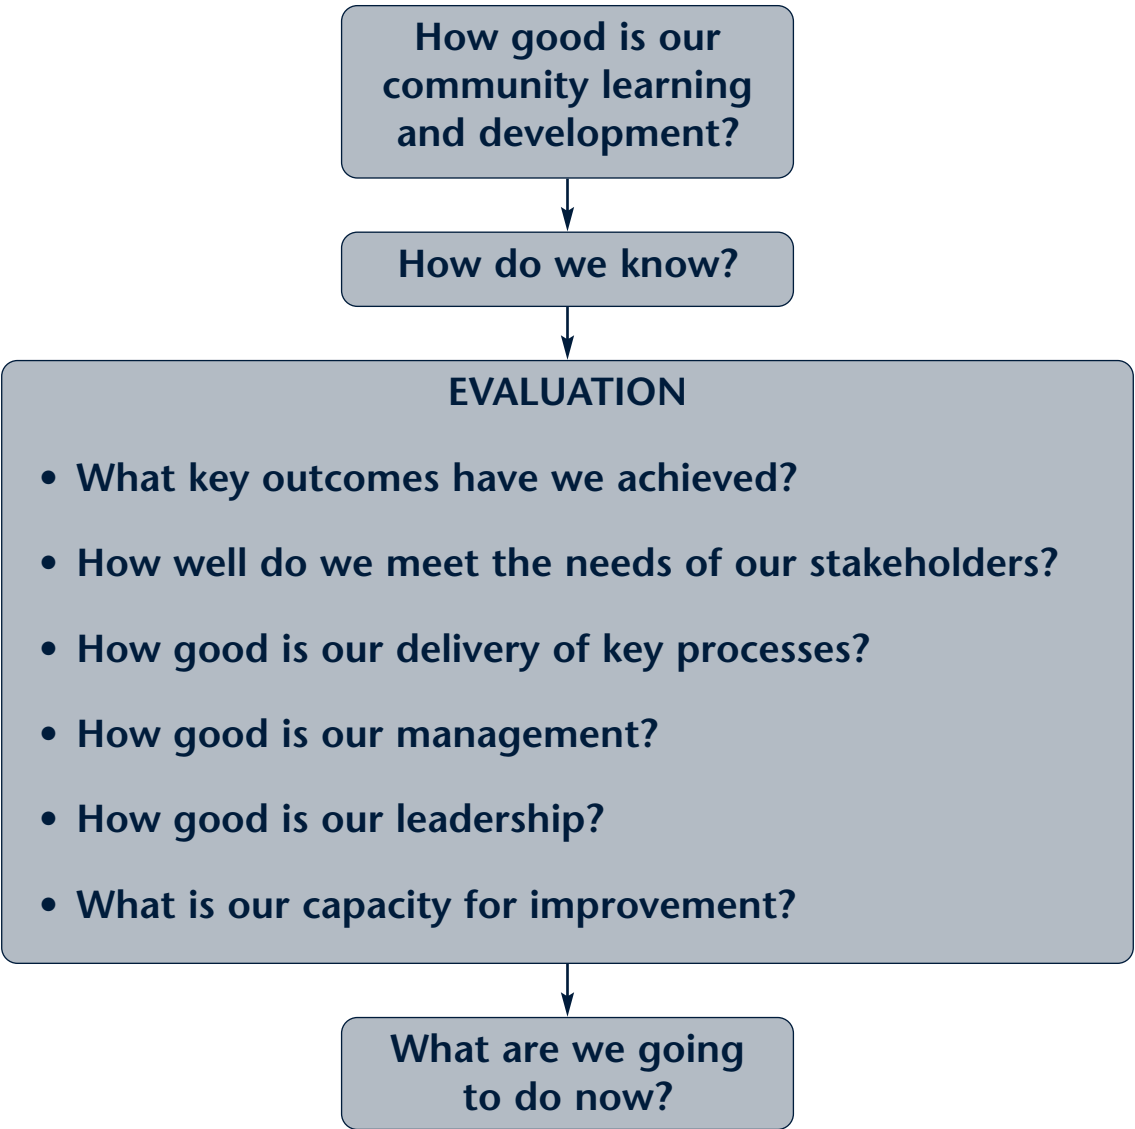 How good is our
community learning
and development?
How do we know?
EVALUATION
• What key outcomes have we achieved?
• How well do we meet the needs of our stakeholders?
• How good is our delivery of key processes?
• How good is our management?
• How good is our leadership?
• What is our capacity for improvement?
What are we going
to do now?